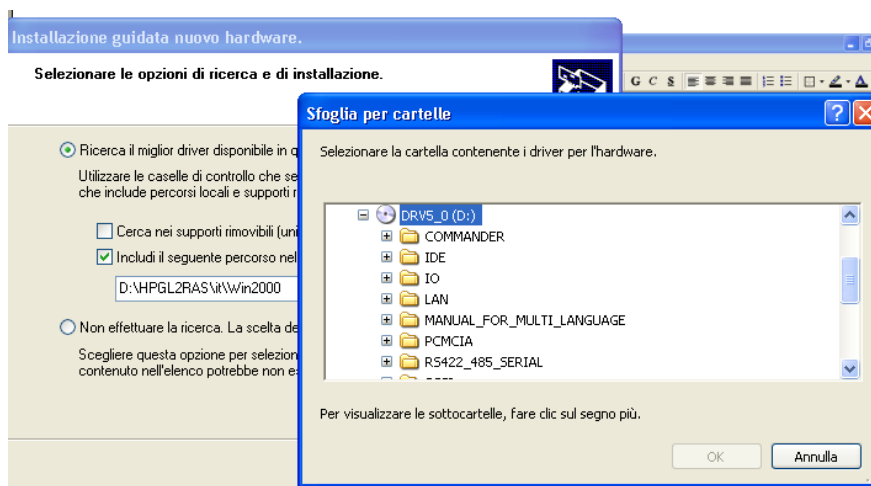 Installazione guidata nuovo hardware.
Selezionare le opzioni di ricerca e di installazione.
G C S
Sfoglia per cartelle
Selezionare la cartella contenente i driver per l'hardware.
Ricerca il miglior driver disponibile in q
Utilizzare le caselle di controllo che se
che include percorsi locali e supporti r
Cerca nei supporti rimovibili (uni
Includi il seguente percorso nel
D:\HPGL2RAS\it\Win2000
Non effettuare la ricerca. La scelta de
Scegliere questa opzione per selezion
contenuto nell'elenco potrebbe non e
DRV5_0 (D:)
COMMANDER
IDE
IO
LAN
MANUAL_FOR_MULTI_LANGUAGE
PCMCIA
RS422_485_SERIAL
Per visualizzare le sottocartelle, fare clic sul segno più.
OK
Annulla